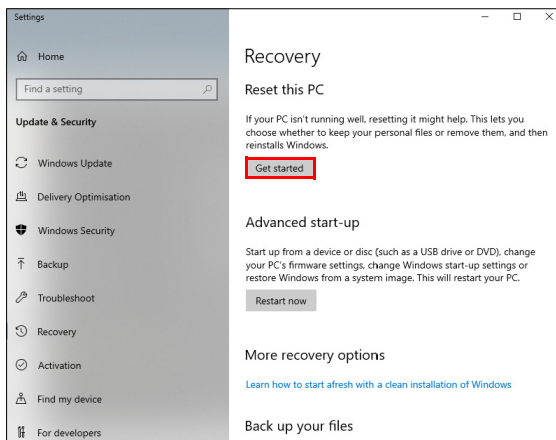 Settings
Home
Find a setting
Update & Security
Windows Update
Delivery Optimisation
Windows Security
Backup
Troubleshoot
Recovery
Activation
Find my device
For developers
Recovery
Reset this PC
If your PC isn't running well, resetting it might help. This lets you
choose whether to keep your personal files or remove them, and then
reinstalls Windows.
Get started
Advanced start-up
Start up from a device or disc (such as a USB drive or DVD), change
your PC's firmware settings, change Windows start-up settings or
restore Windows from a system image. This will restart your PC.
Restart now
More recovery options
Learn how to start afresh with a clean installation of Windows
Back up your files